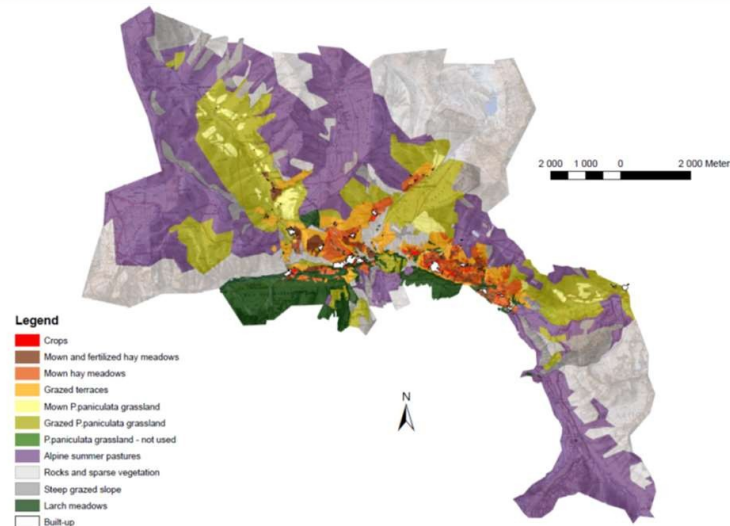 2 000 1 000 0 2 000 Meter
N
Legend
Crops
Mown and fertilized hay meadows
Mown hay meadows
Grazed terraces
Mown P.paniculata grassland
Grazed P.paniculata grassland
P.paniculata grassland - not used
Alpine summer pastures
Rocks and sparse vegetation
Steep grazed slope
Larch meadows
Built-up